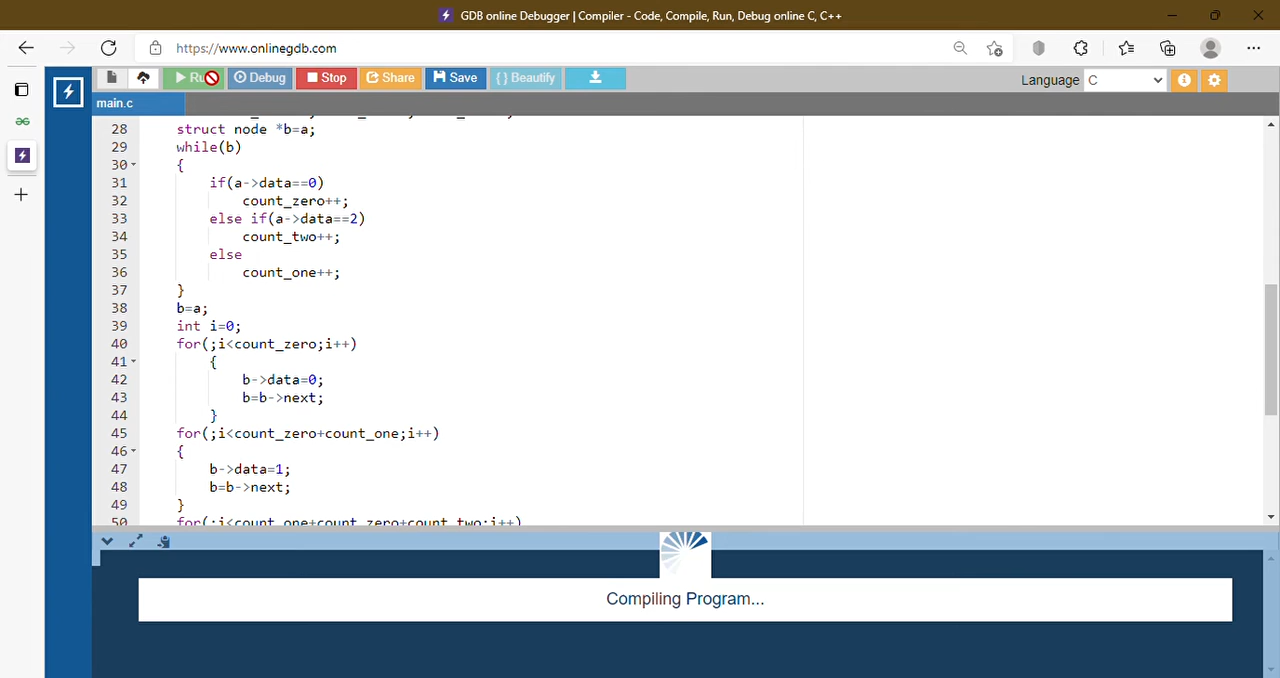 GDB online Debugger | Compiler - Code, Compile, Run, Debug online C, C++
https://www.onlinegdb.com
Ru Debug Stop Share Save {} Beautify Language C
main.c
28 struct node *b=a;
29 while(b)
30 {
31 if(a->data==0)
32 count_zero++;
33 else if(a->data==2)
34 count_two++;
35 else
36 count_one++;
37 }
38 b=a;
39 int i=0;
40 for(;i<count_zero;i++)
41 {
42 b->data=0;
43 b=b->next;
44 }
45 for(;i<count_zero+count_one;i++)
46 {
47 b->data=1;
48 b=b->next;
49 }
50 for(;i<count_one+count_zero+count_two;i++)
Compiling Program...